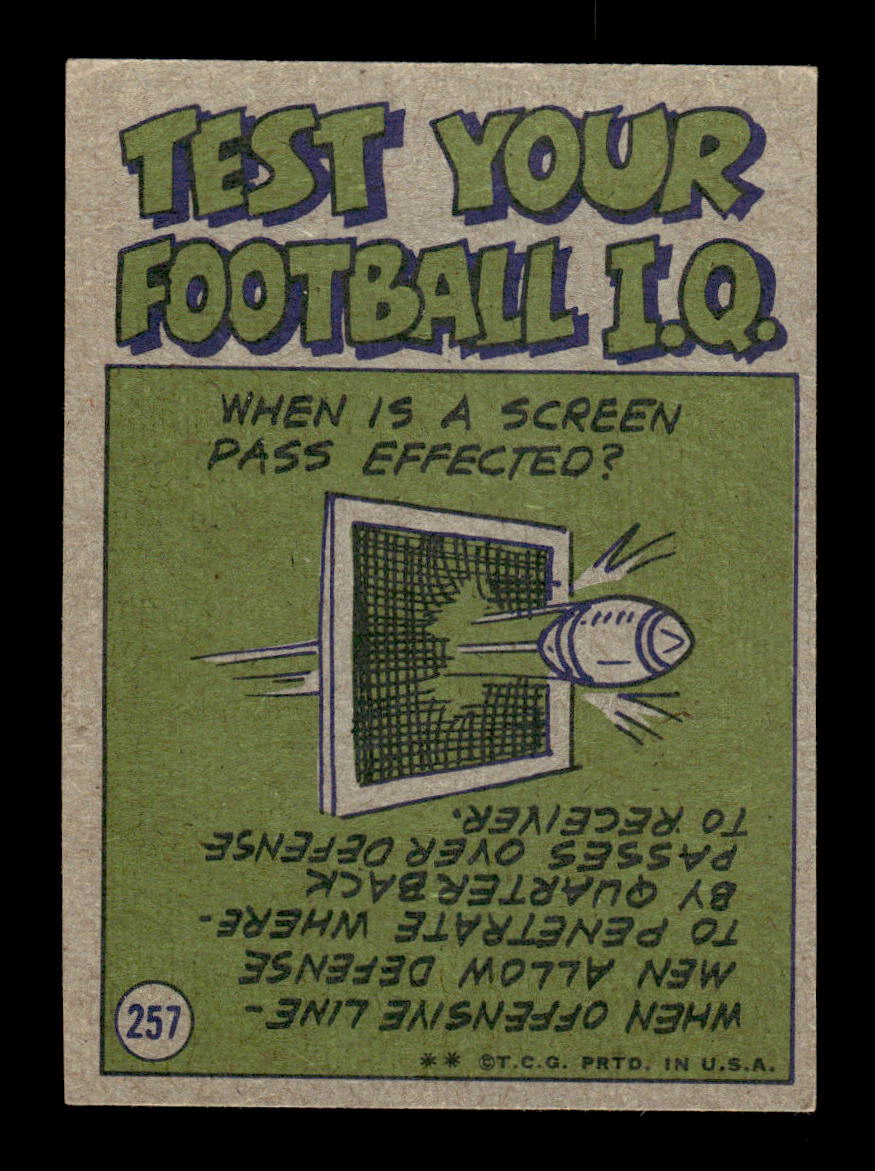 TEST YOUR
FOOTBALL I.Q.
WHEN IS A SCREEN
PASS EFFECTED?
WHEN OFFENSIVE LINE-
MEN ALLOW DEFENSE
TO PENETRATE WHERE-
BY QUARTERBACK
PASSES OVER DEFENSE
TO RECEIVER.
257
** ©T.C.G. PRTD. IN U.S.A.